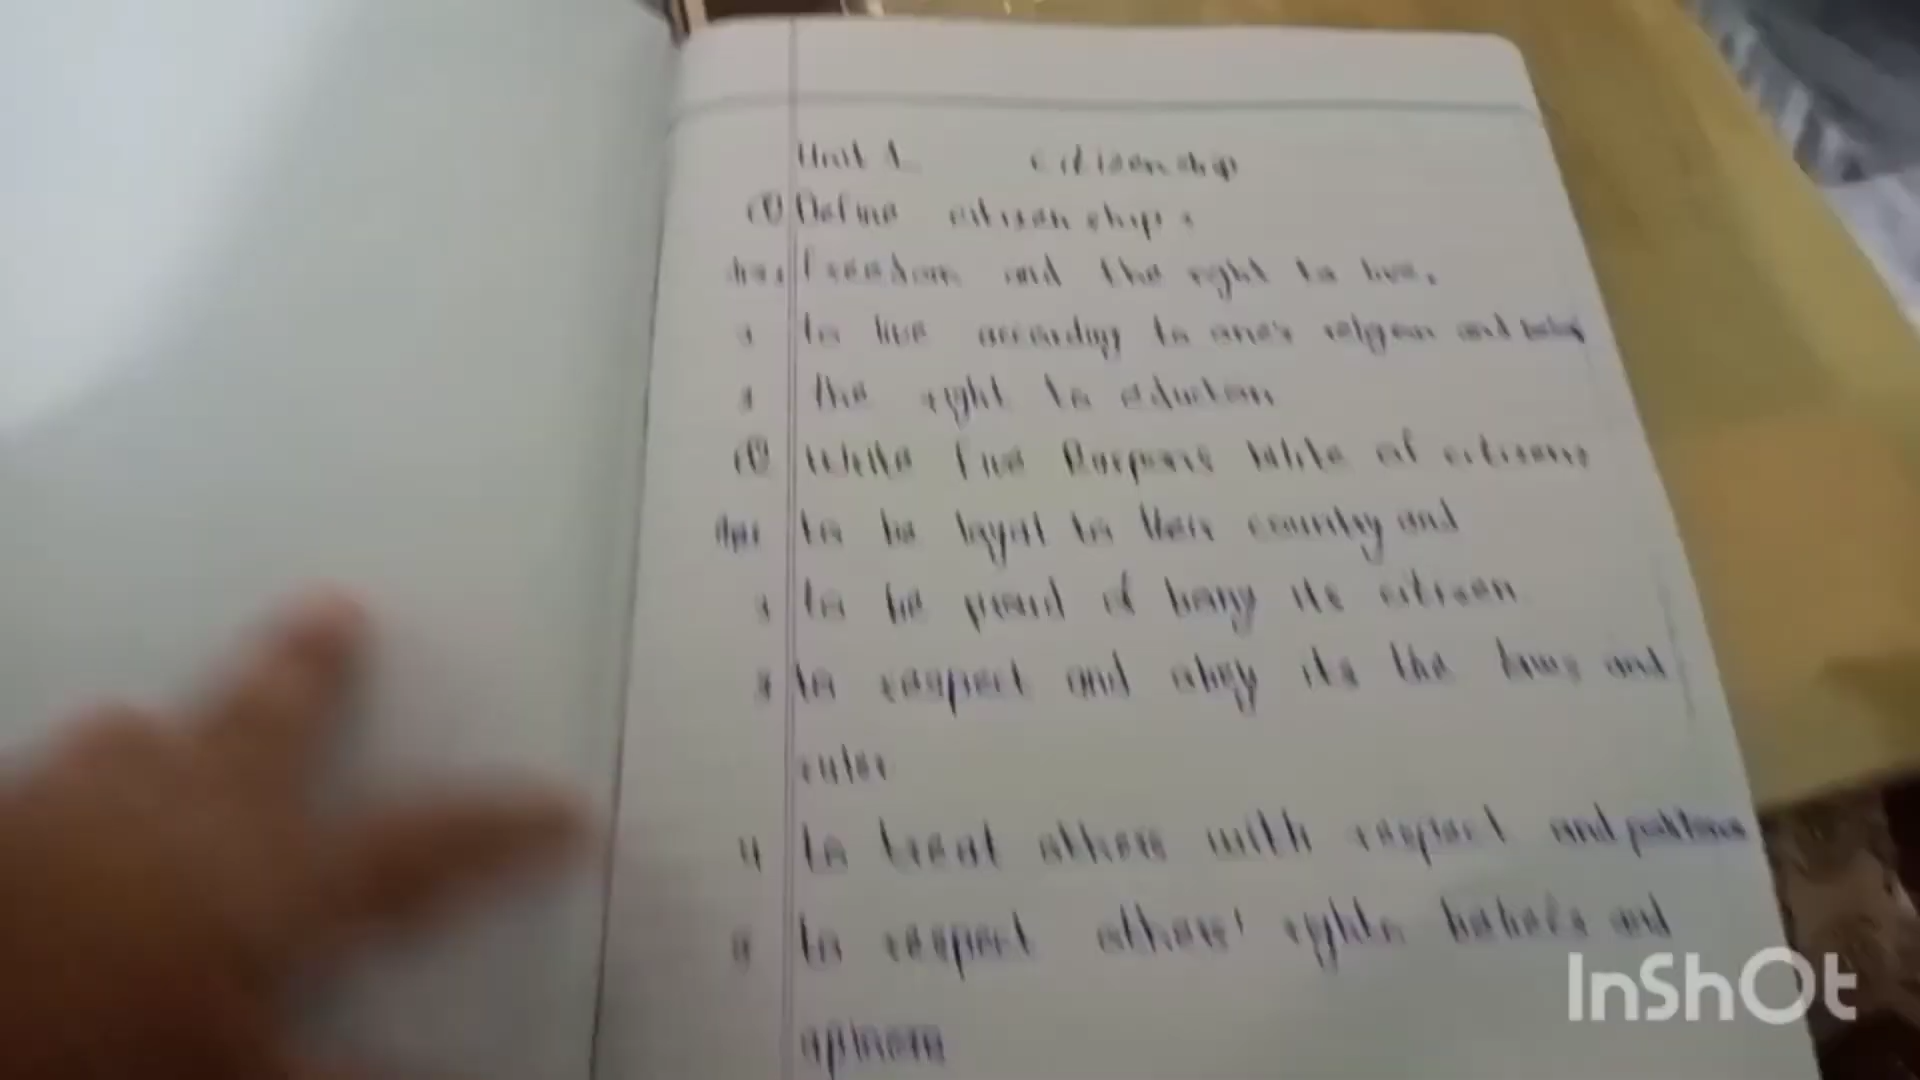 Unit 1 citizenship
(1) Define citizenship :
Ans: freedom and the right to live.
2 to live according to one's religion and
3 the right to eduction
(2) Write five of citizens
Ans to be loyal to their country and
2 to be proud of being its citizen
3 to respect and obey its the laws and
rules
4 to treat others with respect and
5 to respect others' rights beliefs and
opinions
InShOt